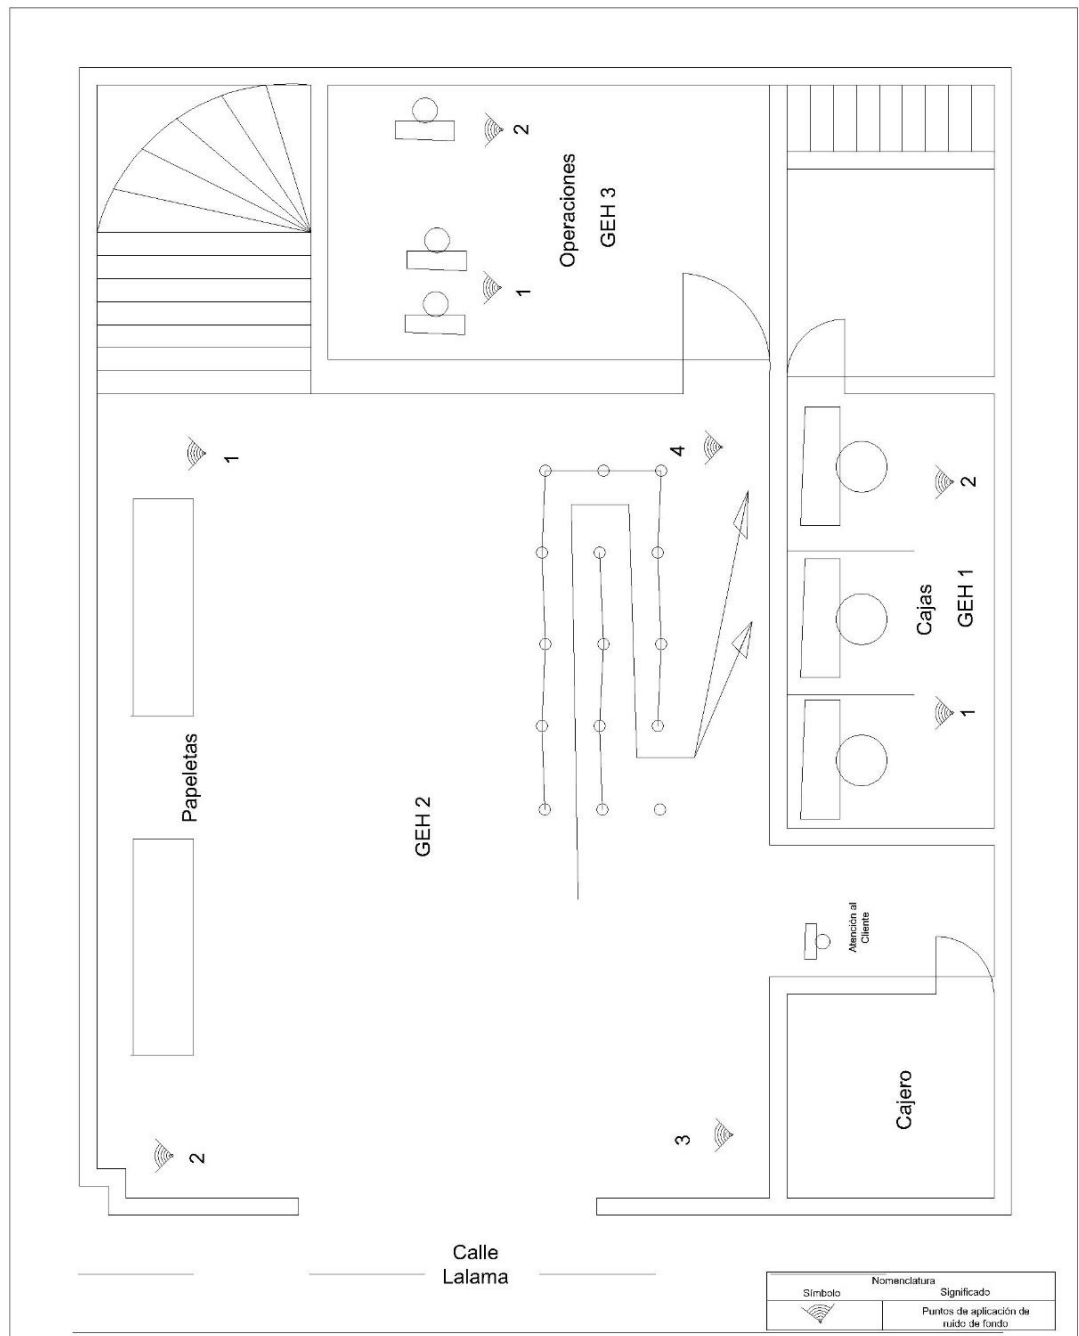 2
Operaciones
GEH 3
1
1
4
2
Cajas
GEH 1
1
Papeletas
GEH 2
Atención al
Cliente
Cajero
3
2
Calle
Lalama
Nomenclatura
Símbolo
Significado
Puntos de aplicación de
ruido de fondo